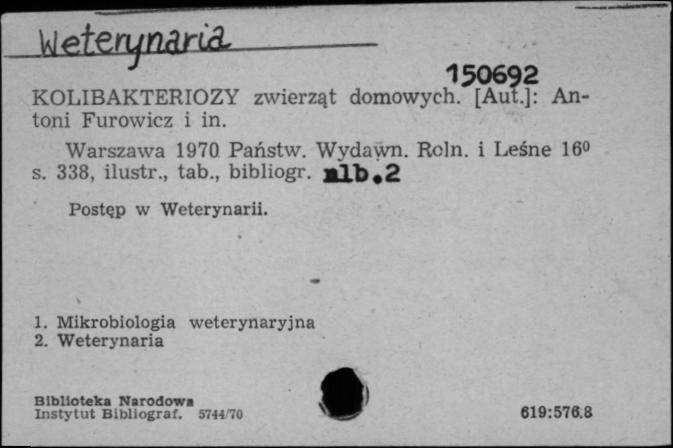 Weterynaria
150692
KOLIBAKTERIOZY zwierząt domowych. [Aut.]: An-
toni Furowicz i in.
Warszawa 1970 Państw. Wydawn. Roln. i Leśne 16⁰
s. 338, ilustr., tab., bibliogr. nlb.2
Postęp w Weterynarii.
1. Mikrobiologia weterynaryjna
2. Weterynaria
Biblioteka Narodowa
Instytut Bibliograf. 5744/70
619:576.8